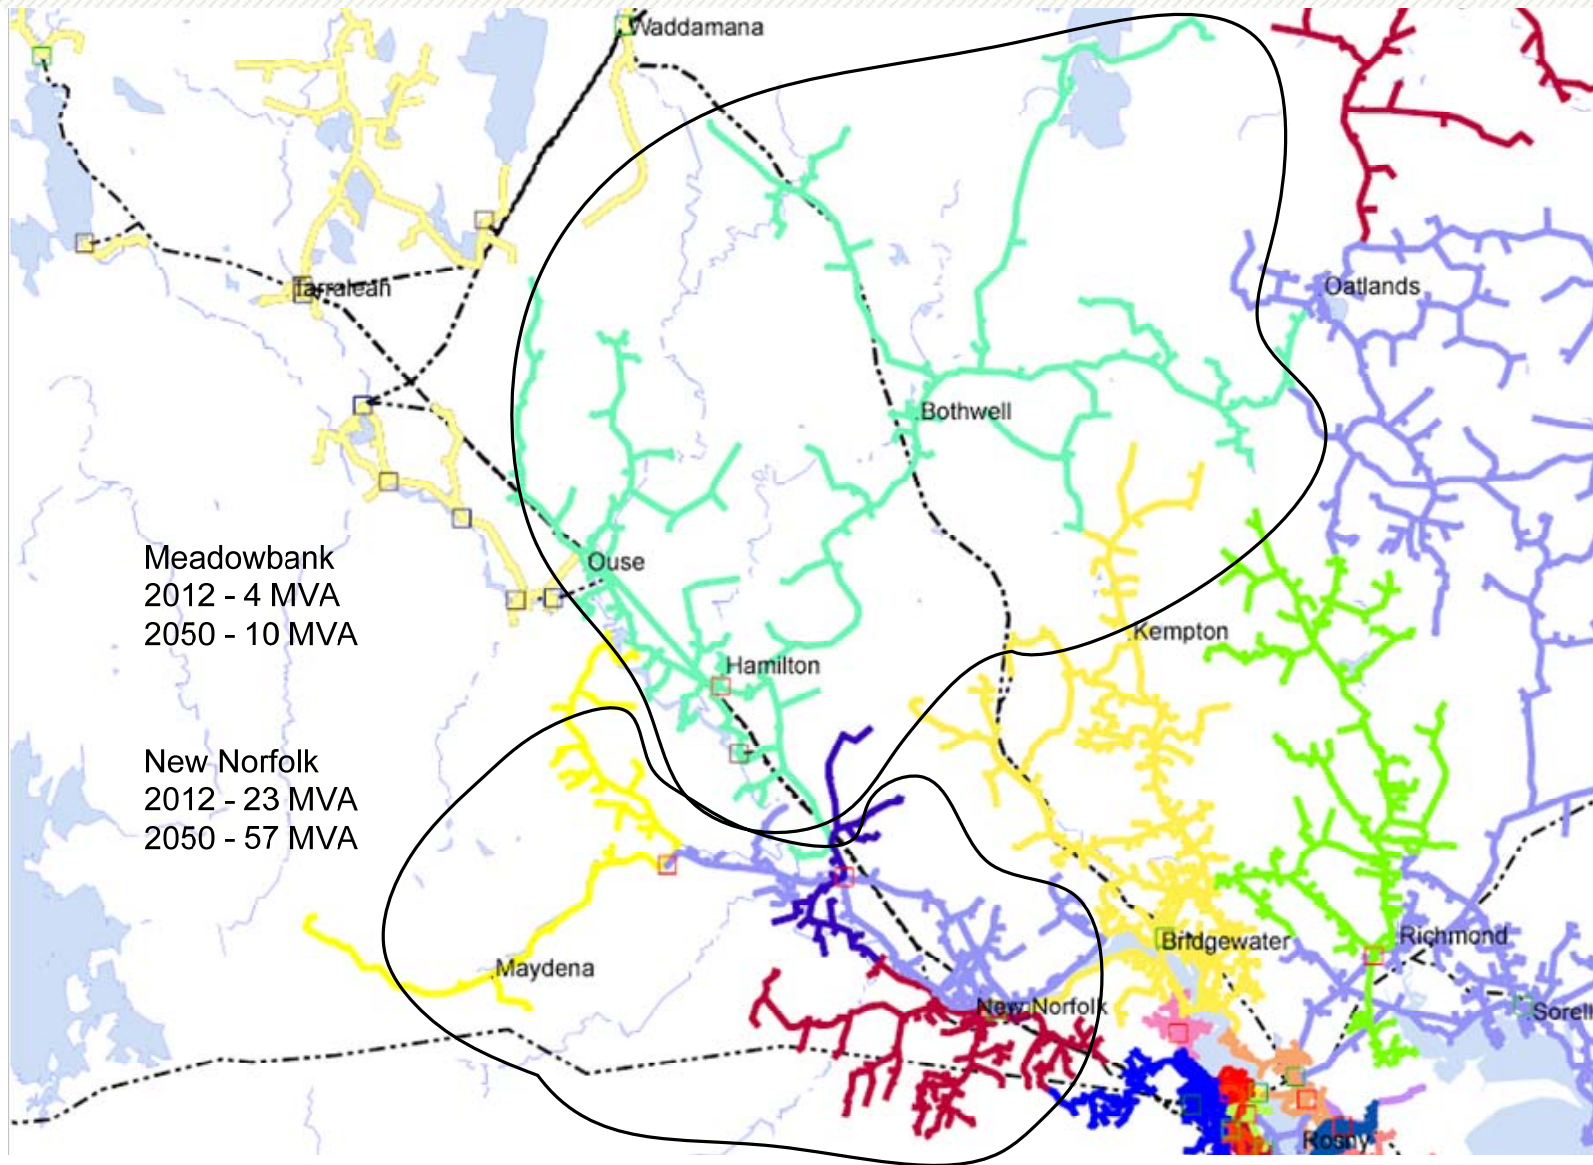 Waddamana
Tarraleah
Oatlands
Bothwell
Meadowbank
2012 - 4 MVA
2050 - 10 MVA
Ouse
Kempton
Hamilton
New Norfolk
2012 - 23 MVA
2050 - 57 MVA
Bridgewater
Richmond
Maydena
New Norfolk
Sorell
Rosny